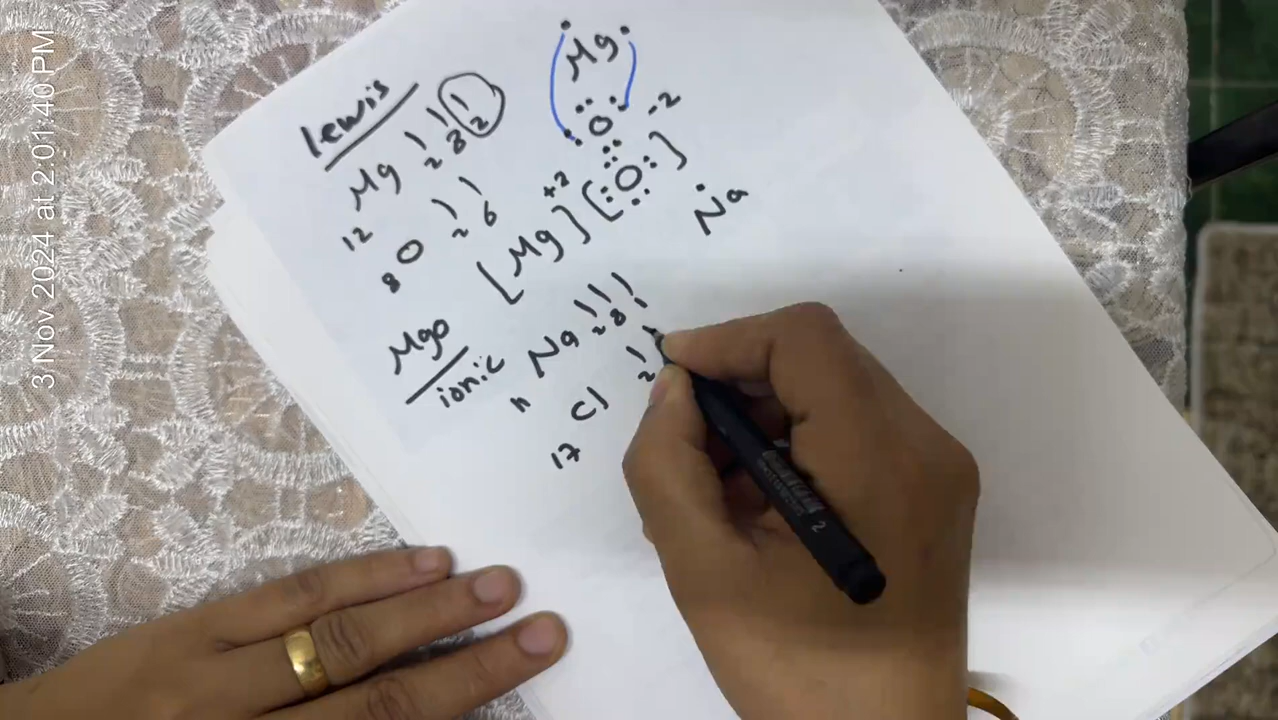 Lewis
Mg 2 8 2
12
O 2 6
8
MgO
ionic
Mg
O
[Mg]+2 [O]-2
Na
Na 2 8 1
11
Cl 2
17
2
3 Nov 2024 at 2:01:40 PM